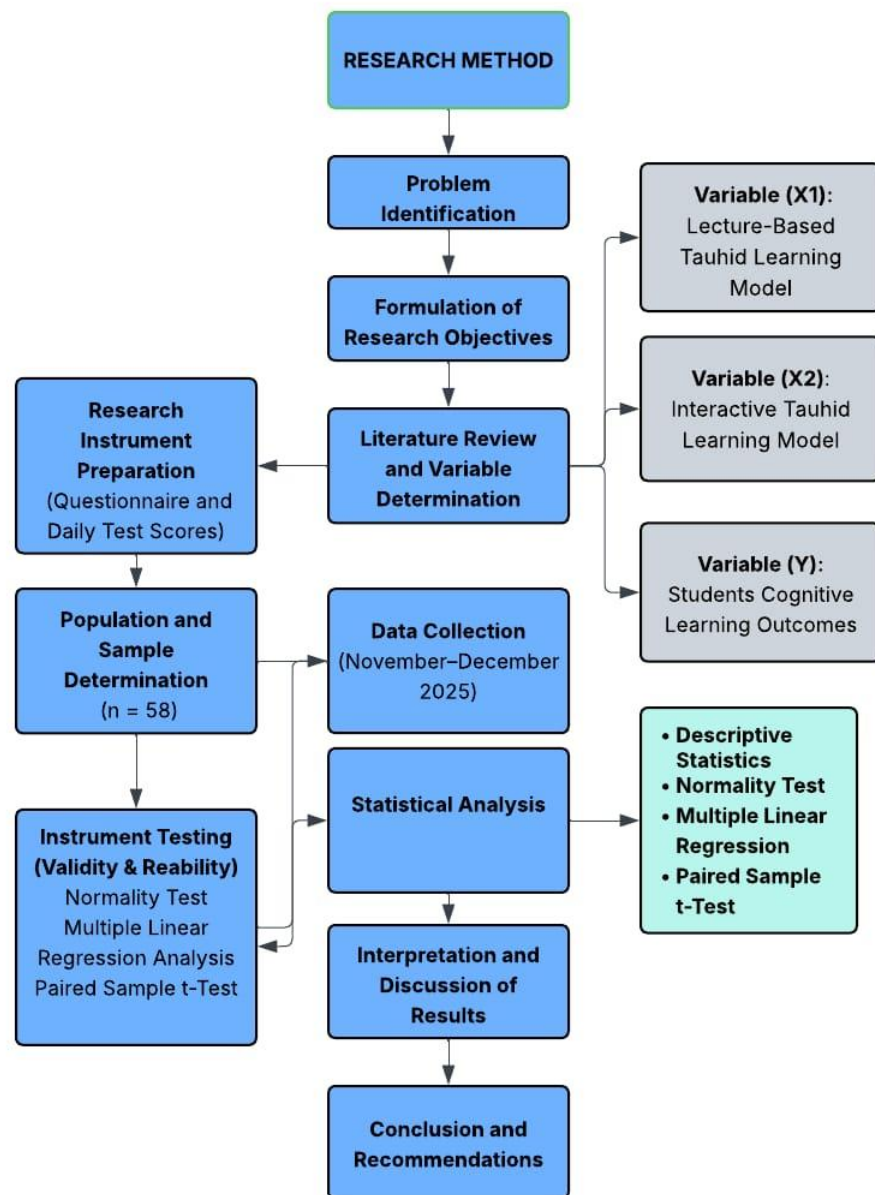 RESEARCH METHOD
Problem
Identification
Formulation of
Research Objectives
Literature Review
and Variable
Determination
Variable (X1):
Lecture-Based
Tauhid Learning
Model
Variable (X2):
Interactive Tauhid
Learning Model
Variable (Y):
Students Cognitive
Learning Outcomes
Research
Instrument
Preparation
(Questionnaire and
Daily Test Scores)
Population and
Sample
Determination
(n = 58)
Instrument Testing
(Validity & Reability)
Normality Test
Multiple Linear
Regression Analysis
Paired Sample t-Test
Data Collection
(November–December
2025)
Statistical Analysis
• Descriptive
Statistics
• Normality Test
• Multiple Linear
Regression
• Paired Sample
t-Test
Interpretation and
Discussion of
Results
Conclusion and
Recommendations